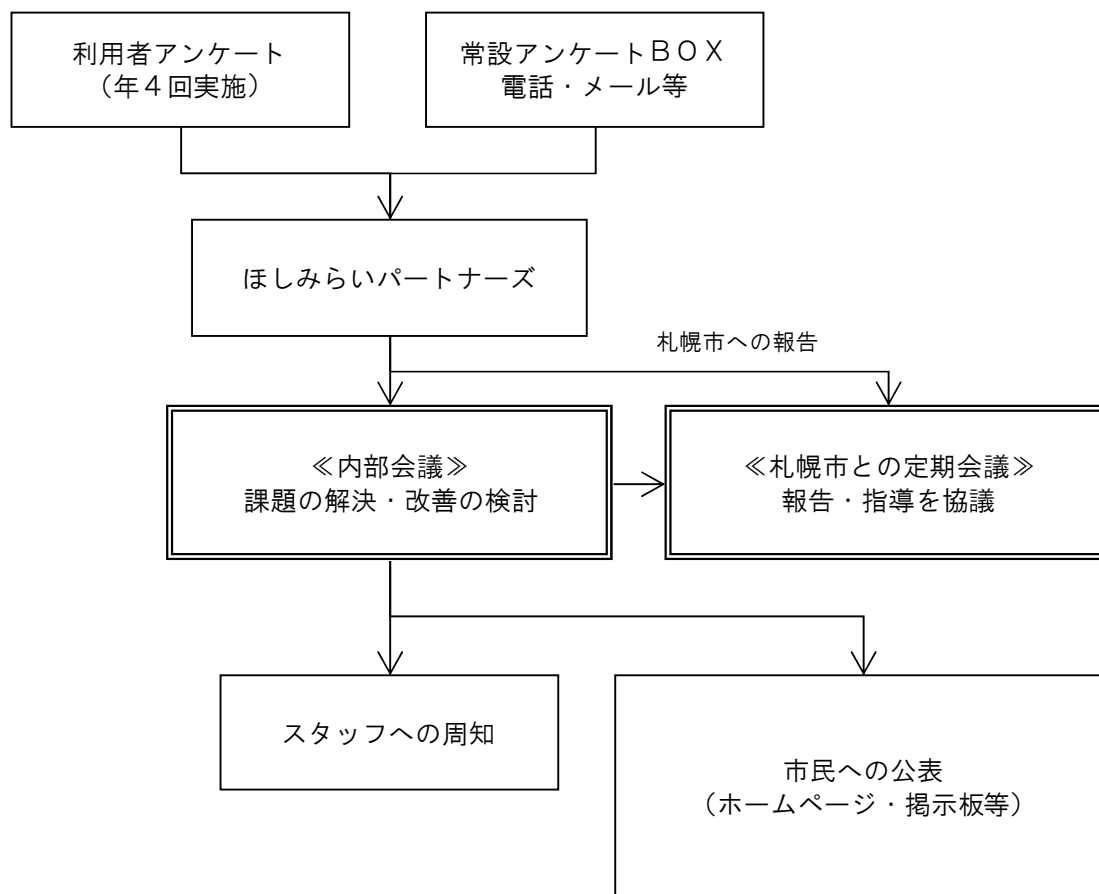 利用者アンケート
（年４回実施）
常設アンケートＢＯＸ
電話・メール等
ほしみらいパートナーズ
札幌市への報告
≪内部会議≫
課題の解決・改善の検討
≪札幌市との定期会議≫
報告・指導を協議
スタッフへの周知
市民への公表
（ホームページ・掲示板等）